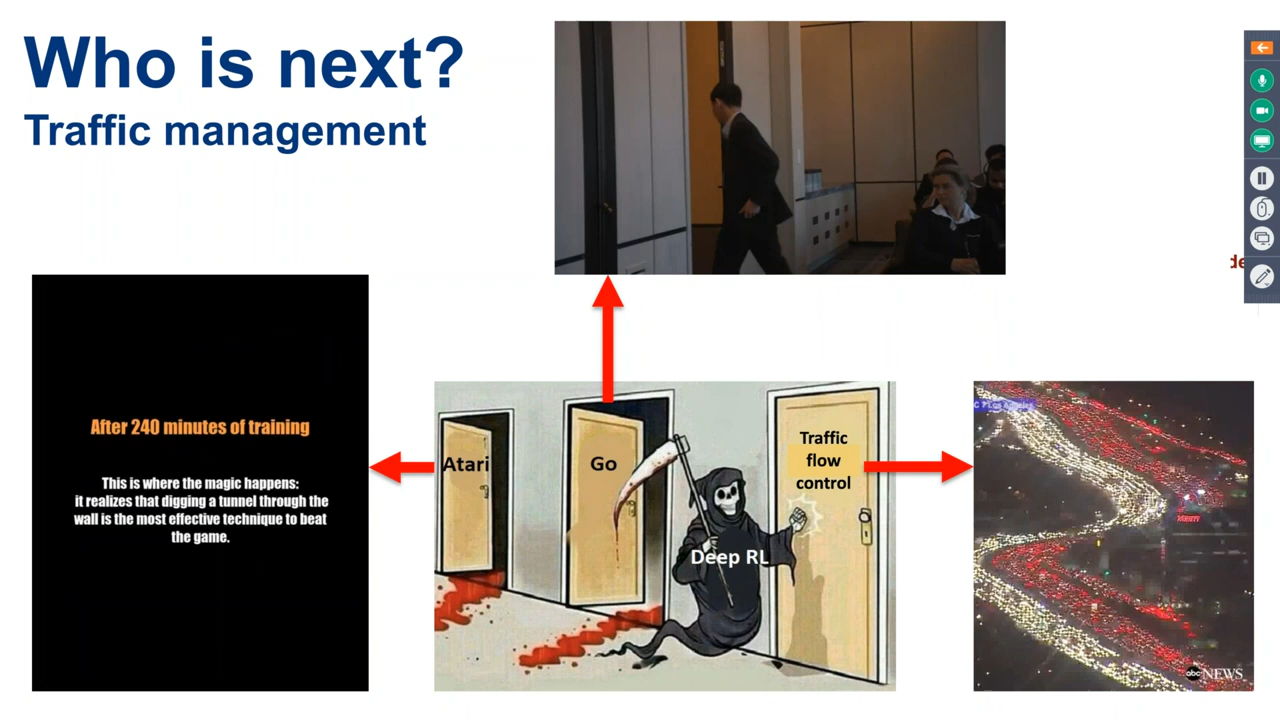 Who is next?
Traffic management
de
After 240 minutes of training
This is where the magic happens:
it realizes that digging a tunnel through the
wall is the most effective technique to beat
the game.
Atari
Go
Traffic
flow
control
Deep RL
abc NEWS